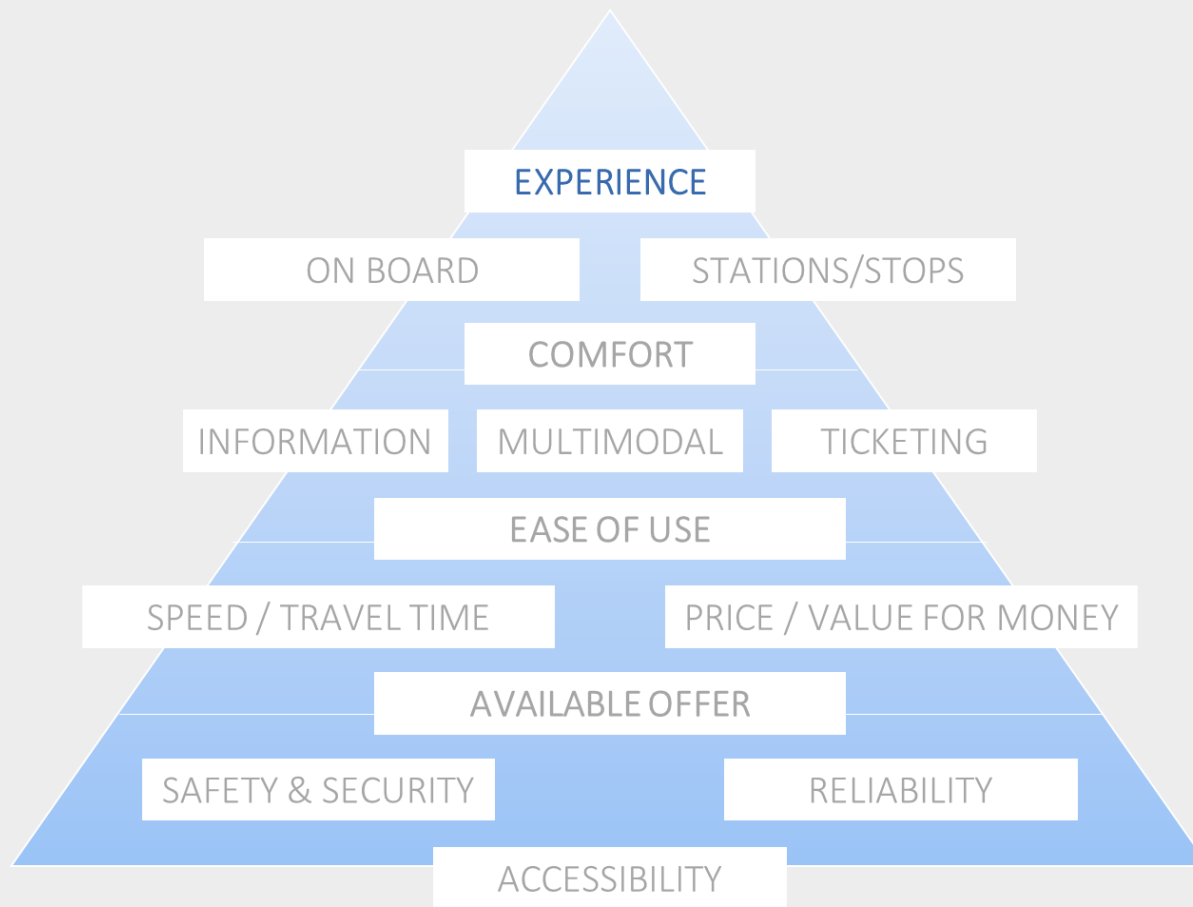 EXPERIENCE
ON BOARD
STATIONS/STOPS
COMFORT
INFORMATION
MULTIMODAL
TICKETING
EASE OF USE
SPEED / TRAVEL TIME
PRICE / VALUE FOR MONEY
AVAILABLE OFFER
SAFETY & SECURITY
RELIABILITY
ACCESSIBILITY